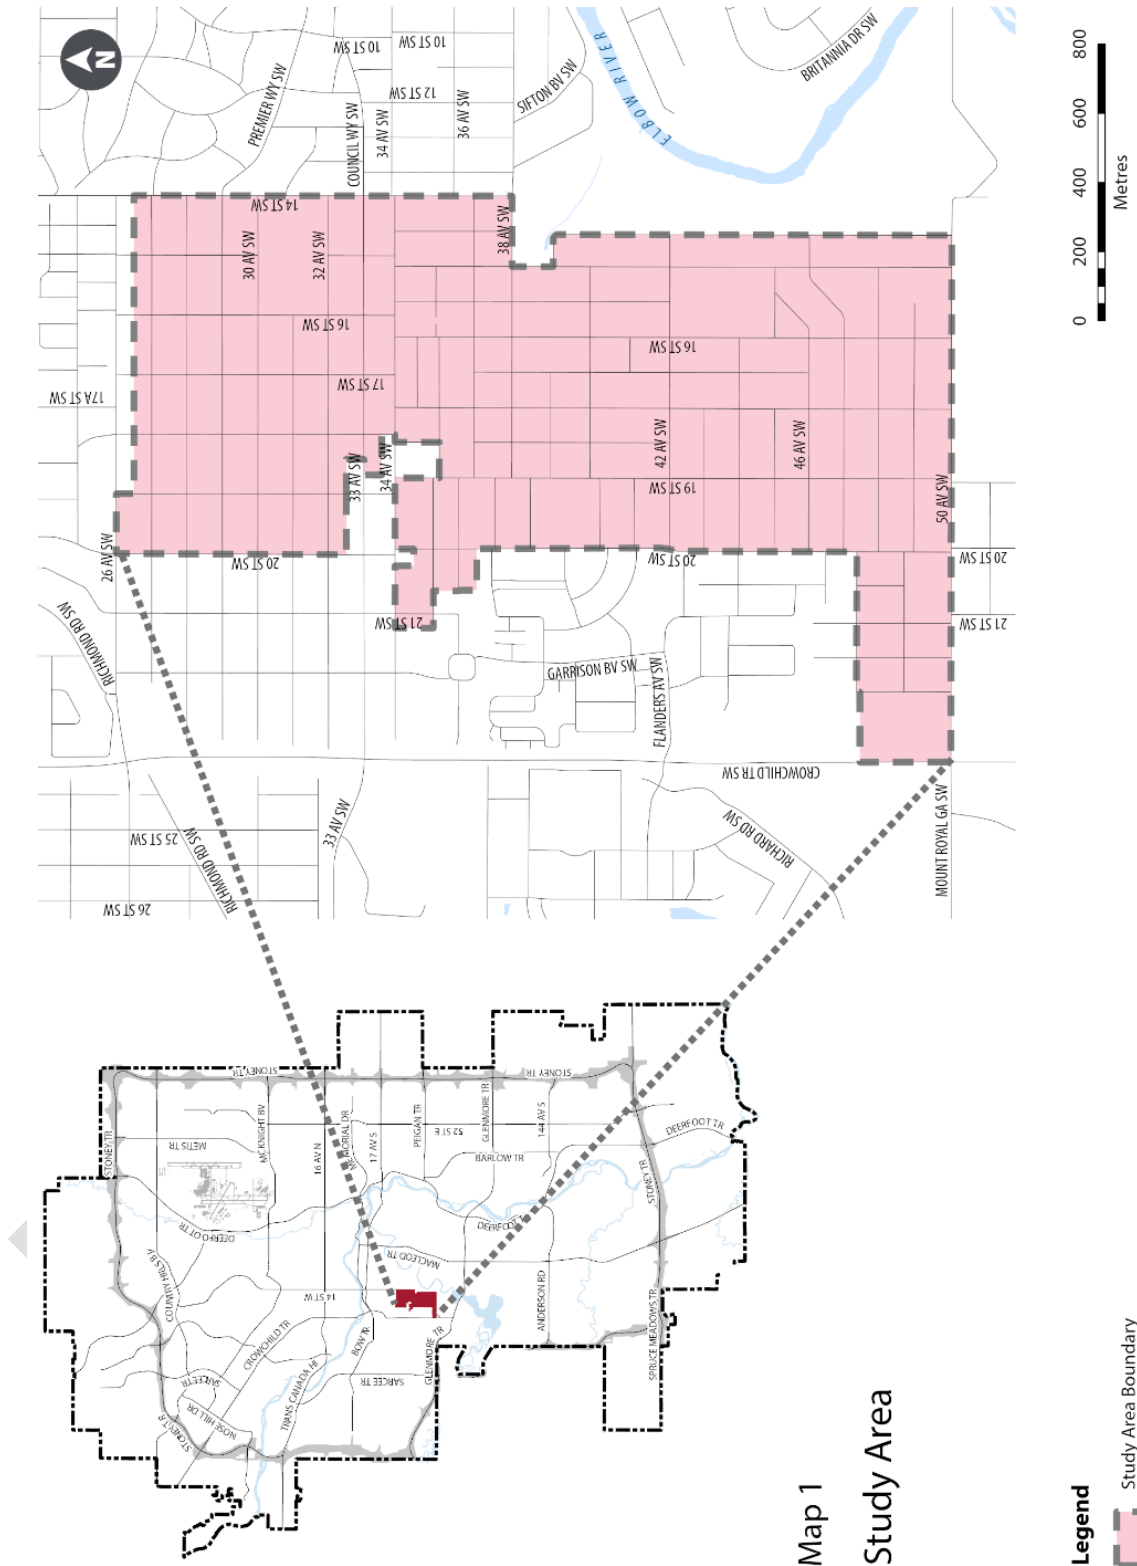 Map 1
Study Area
Legend
Study Area Boundary
0 200 400 600 800
Metres
N
STONEY TR
STONEY TR
STONEY TR
STONEY TR
STONEY TR
METIS TR
MCKNIGHT BV
16 AV N
MEMORIAL DR
17 AV S
PEIGAN TR
52 ST E
GLENMORE TR
144 AV S
BARLOW TR
DEERFOOT TR
DEERFOOT TR
DEERFOOT TR
COUNTRY HILLS BV
CROWCHILD TR
SARCEE TR
NOSE HILL DR
TRANS CANADA HI
14 ST W
BOW TR
SARCEE TR
GLENMORE TR
MACLEOD TR
ANDERSON RD
SPRUCE MEADOWS TR
10 ST SW
10 ST SW
12 ST SW
PREMIER WY SW
COUNCIL WY SW
34 AV SW
36 AV SW
SIFTON BV SW
ELBOW RIVER
BRITANNIA DR SW
14 ST SW
30 AV SW
32 AV SW
38 AV SW
16 ST SW
16 ST SW
17 ST SW
17A ST SW
33 AV SW
34 AV SW
42 AV SW
46 AV SW
19 ST SW
50 AV SW
26 AV SW
20 ST SW
20 ST SW
20 ST SW
21 ST SW
21 ST SW
RICHMOND RD SW
GARRISON BV SW
FLANDERS AV SW
CROWCHILD TR SW
25 ST SW
26 ST SW
RICHMOND RD SW
33 AV SW
RICHARD RD SW
MOUNT ROYAL GA SW